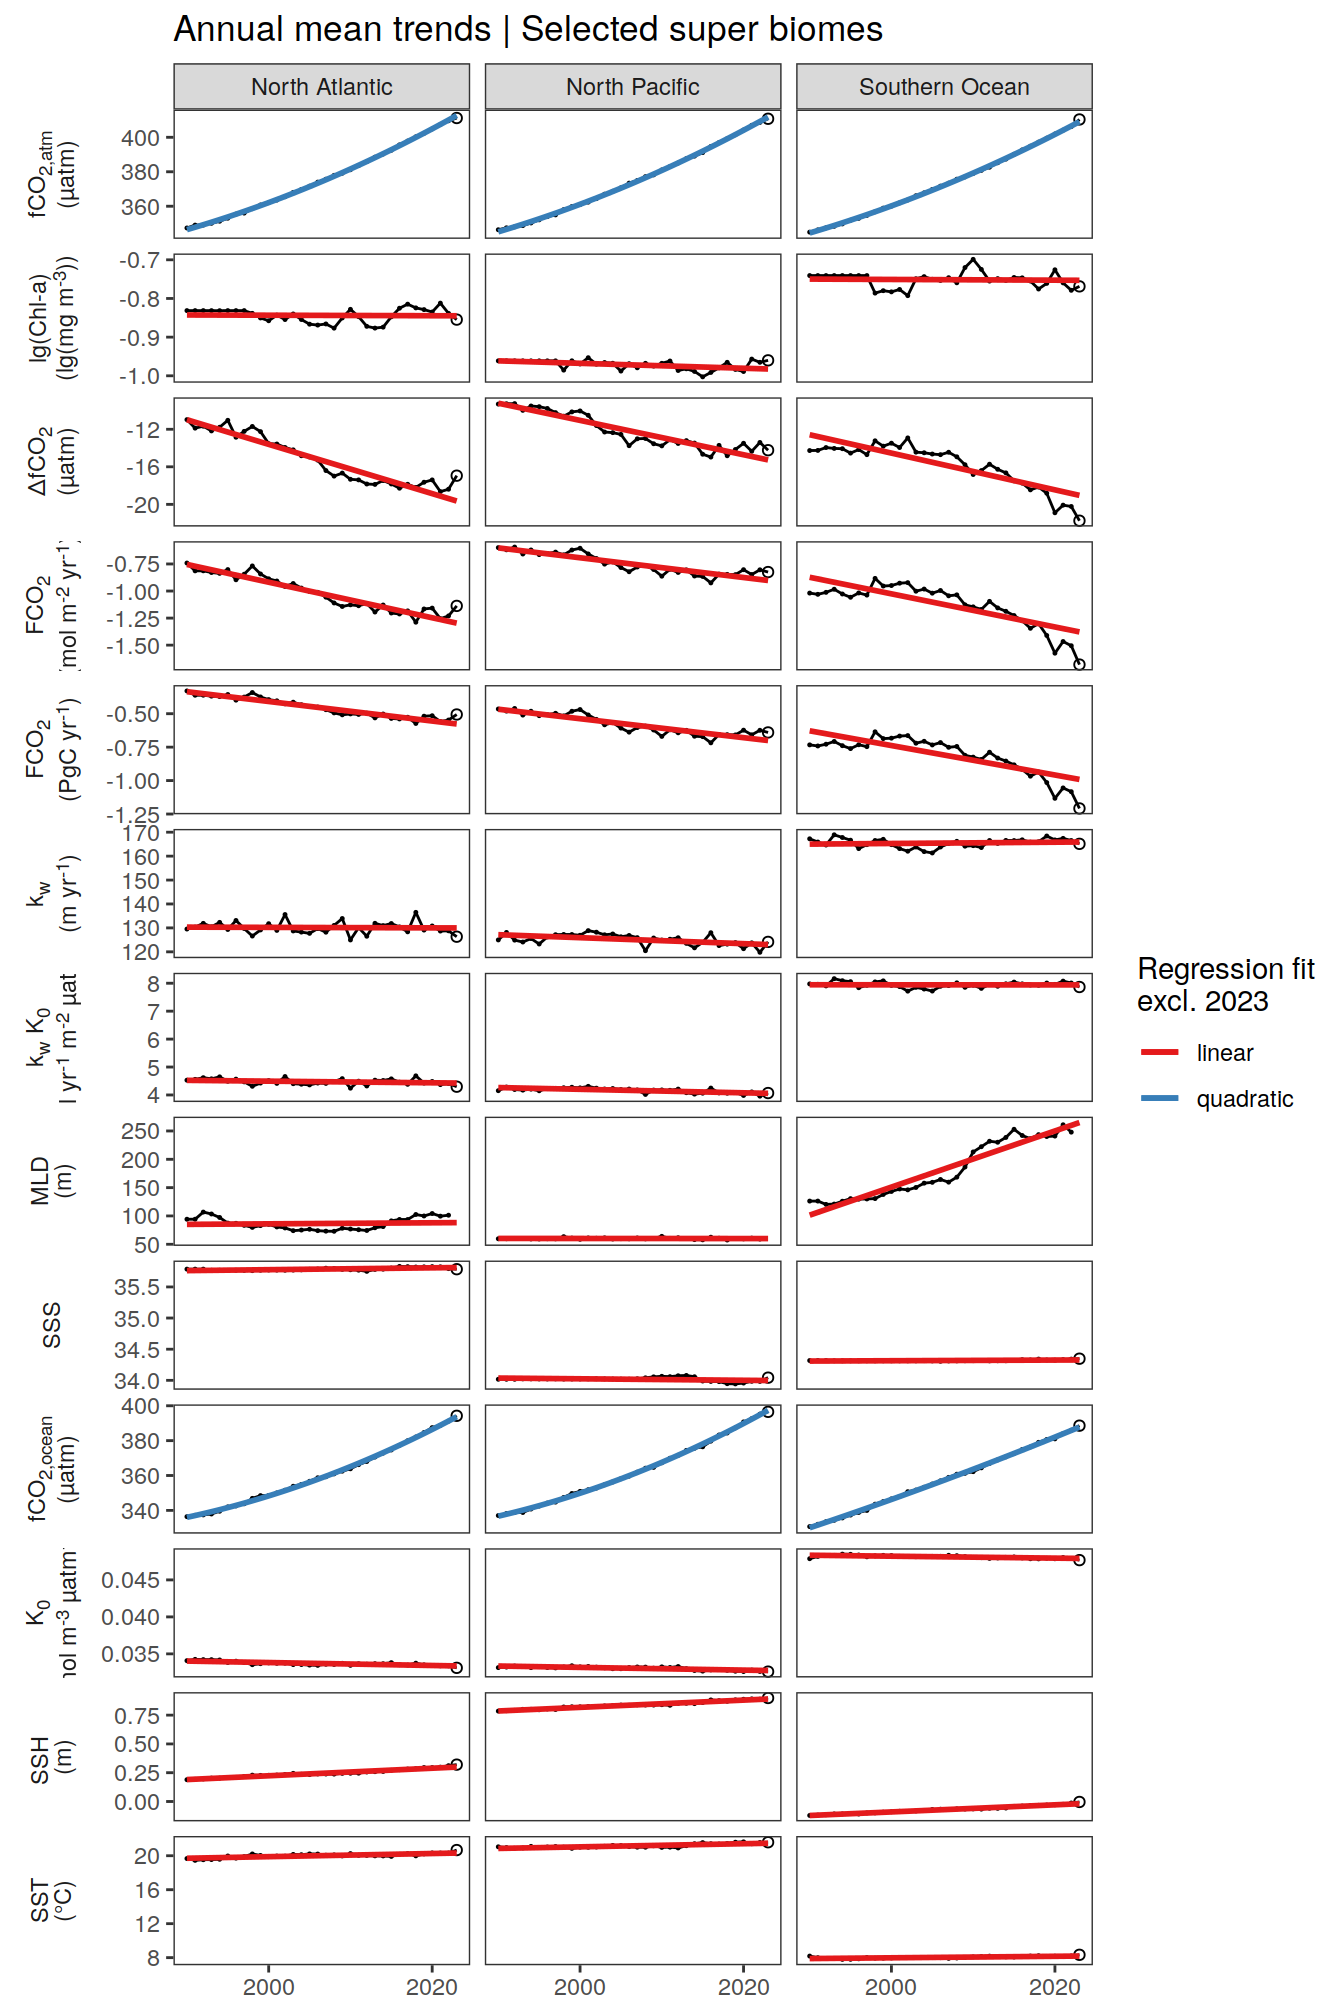 Annual mean trends | Selected super biomes
North Atlantic
North Pacific
Southern Ocean
fCO2,atm
(µatm)
400
380
360
lg(Chl-a)
(lg(mg m-3))
-0.7
-0.8
-0.9
-1.0
ΔfCO2
(µatm)
-12
-16
-20
FCO2
(mol m-2 yr-1)
-0.75
-1.00
-1.25
-1.50
FCO2
(PgC yr-1)
-0.50
-0.75
-1.00
-1.25
kw
(m yr-1)
170
160
150
140
130
120
kw K0
l yr-1 m-2 µat
8
7
6
5
4
MLD
(m)
250
200
150
100
50
SSS
35.5
35.0
34.5
34.0
fCO2,ocean
(µatm)
400
380
360
340
K0
nol m-3 µatm
0.045
0.040
0.035
SSH
(m)
0.75
0.50
0.25
0.00
SST
(°C)
20
16
12
8
2000
2020
2000
2020
2000
2020
Regression fit
excl. 2023
linear
quadratic